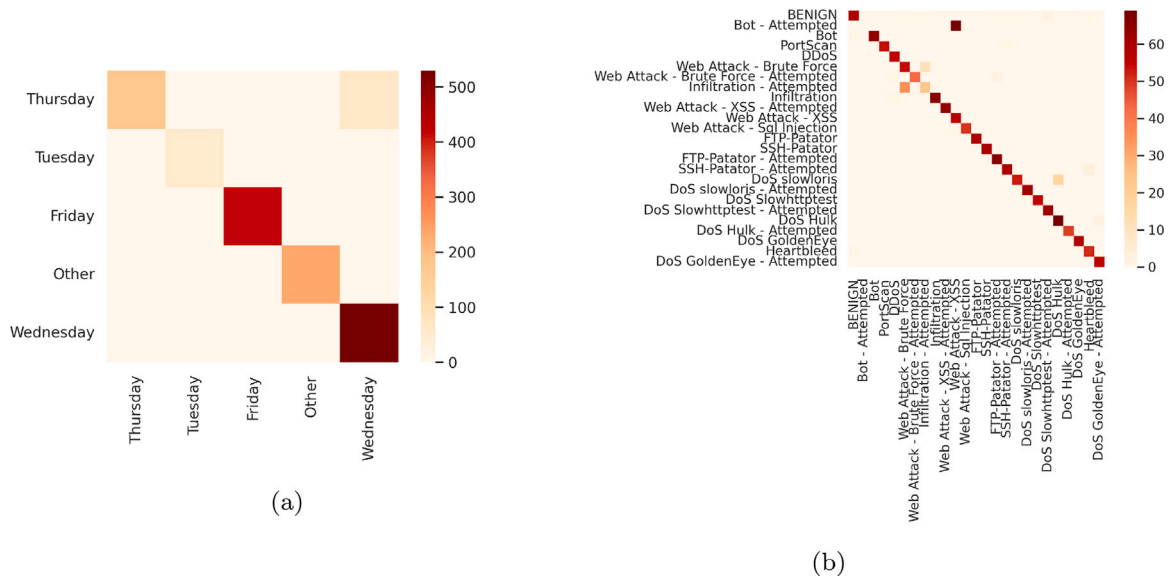 Thursday
Tuesday
Friday
Other
Wednesday
500
400
300
200
100
0
Thursday
Tuesday
Friday
Other
Wednesday
(a)
BENIGN
Bot - Attempted
Bot
PortScan
DDoS
Web Attack - Brute Force
Web Attack - Brute Force - Attempted
Infiltration - Attempted
Infiltration
Web Attack - XSS - Attempted
Web Attack - XSS
Web Attack - Sql Injection
FTP-Patator
SSH-Patator
FTP-Patator - Attempted
SSH-Patator - Attempted
DoS slowloris
DoS slowloris - Attempted
DoS Slowhttptest
DoS Slowhttptest - Attempted
DoS Hulk
DoS Hulk - Attempted
DoS GoldenEye
Heartbleed
DoS GoldenEye - Attempted
60
50
40
30
20
10
0
BENIGN
Bot - Attempted
Bot
PortScan
DDoS
Web Attack - Brute Force
Web Attack - Brute Force - Attempted
Infiltration - Attempted
Infiltration
Web Attack - XSS - Attempted
Web Attack - XSS
Web Attack - Sql Injection
FTP-Patator
SSH-Patator
FTP-Patator - Attempted
SSH-Patator - Attempted
DoS slowloris
DoS slowloris - Attempted
DoS Slowhttptest
DoS Slowhttptest - Attempted
DoS Hulk
DoS Hulk - Attempted
DoS GoldenEye
Heartbleed
DoS GoldenEye - Attempted
(b)